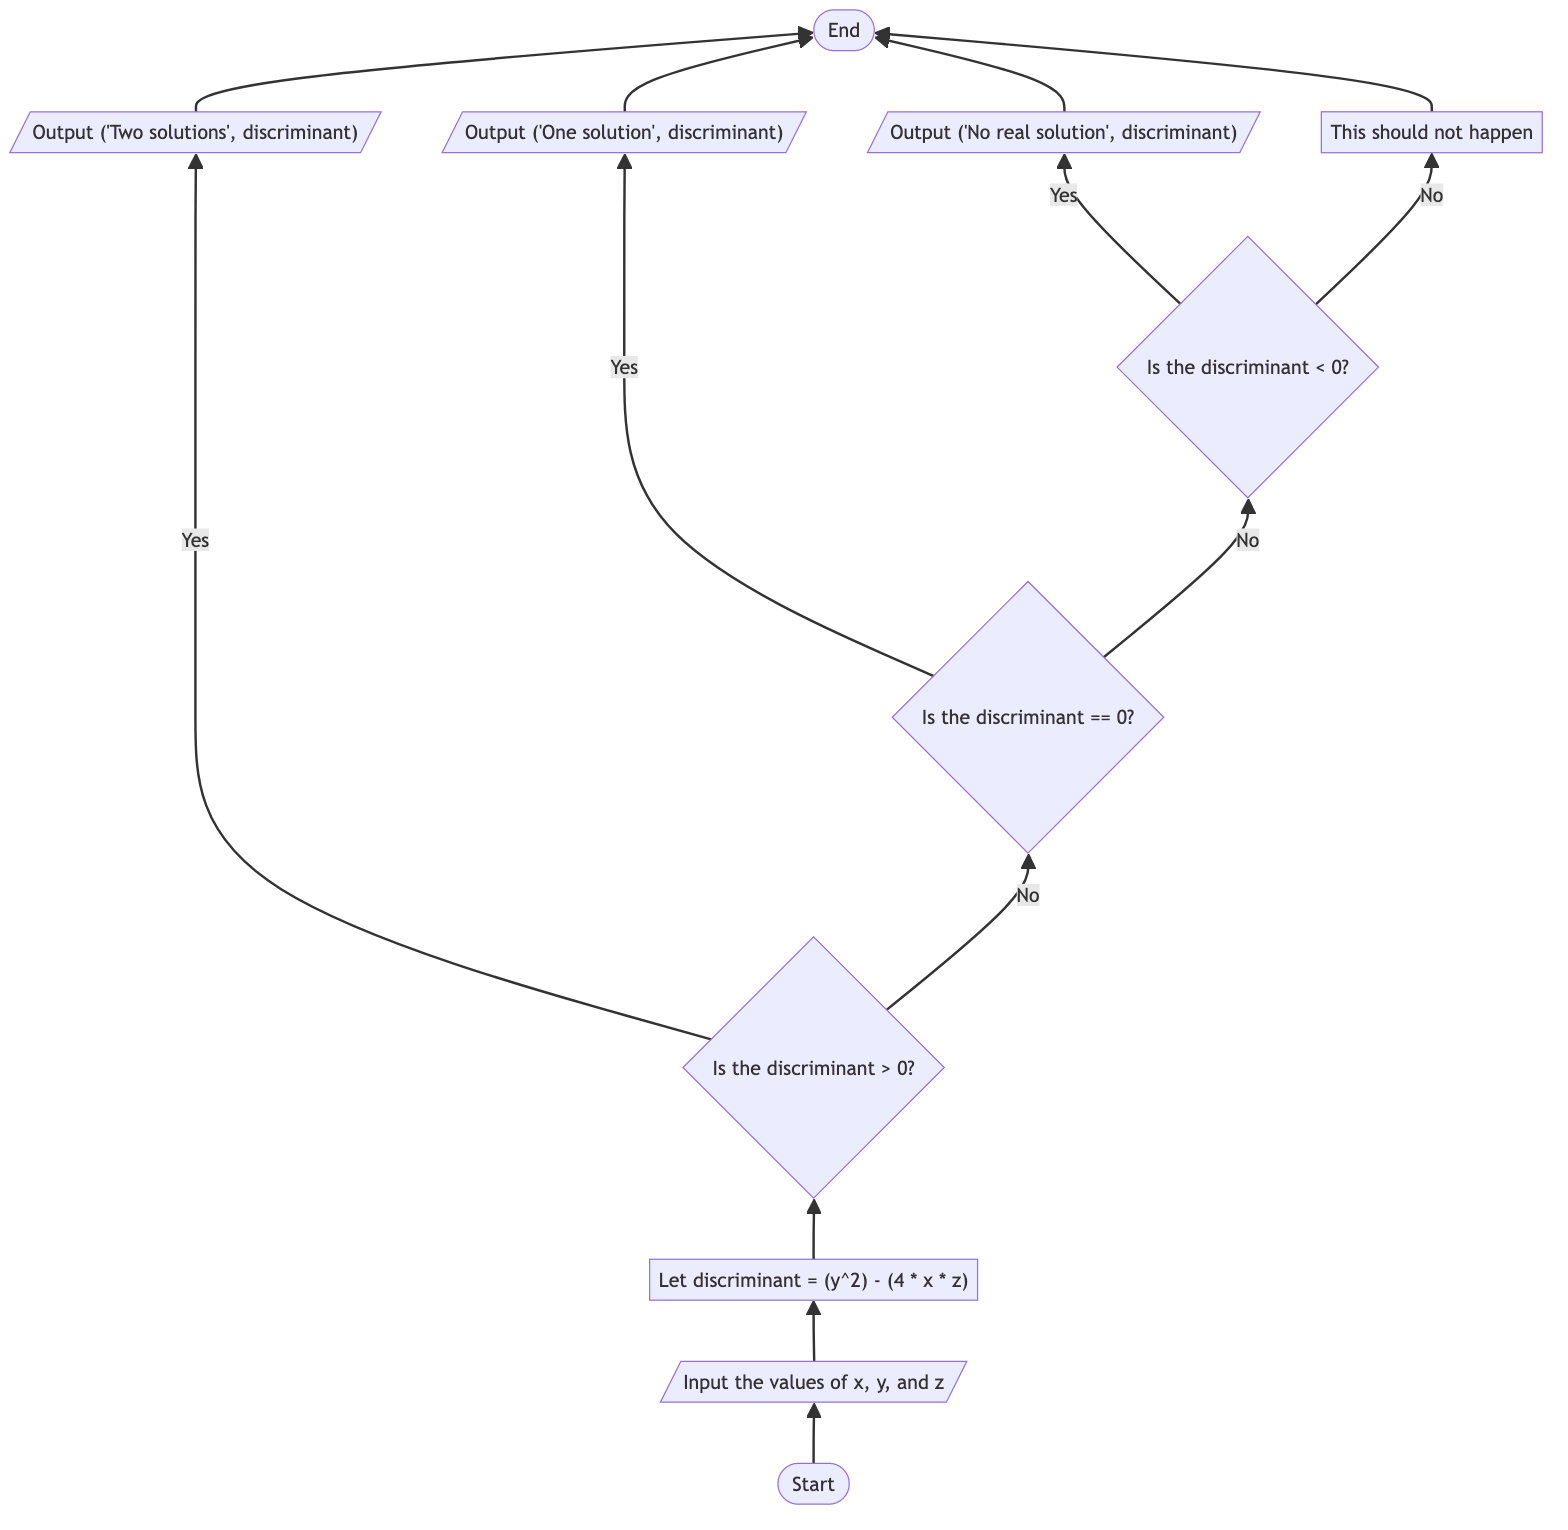 End
Output ('Two solutions', discriminant)
Output ('One solution', discriminant)
Output ('No real solution', discriminant)
This should not happen
Yes
No
Yes
Is the discriminant < 0?
Yes
No
Is the discriminant == 0?
No
Is the discriminant > 0?
Let discriminant = (y^2) - (4 * x * z)
Input the values of x, y, and z
Start